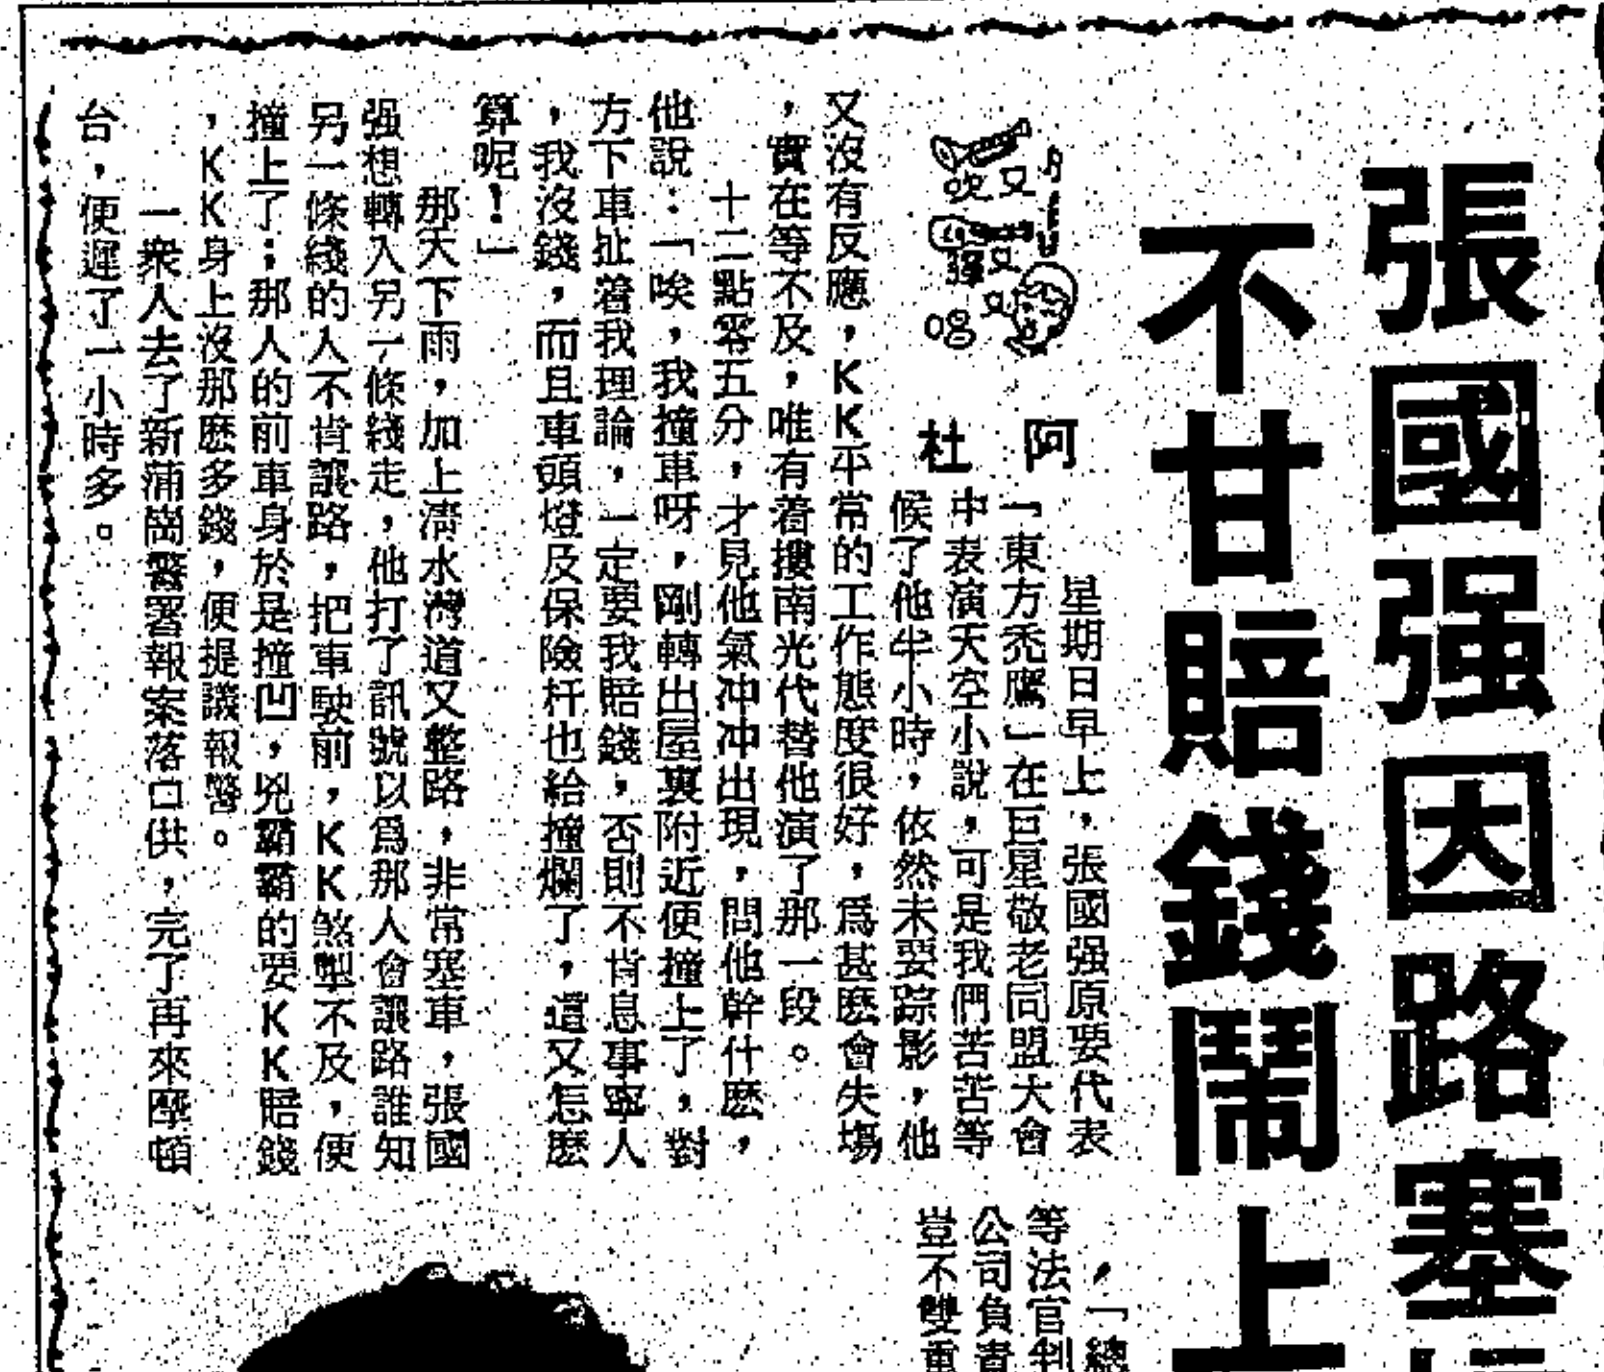 張國强因路塞
不甘賠錢鬧上
又吹又彈又唱
阿杜
星期日早上，張國强原要代表
「東方禿鷹」在巨星敬老同盟大會
中表演天空小說，可是我們苦苦等
候了他半小時，依然未要踪影，他
又沒有反應，KK平常的工作態度很好，爲甚麽會失塲
，實在等不及，唯有着摟南光代替他演了那一段。
十二點零五分，才見他氣冲冲出現，問他幹什麽，
他說：「唉，我撞車呀，剛轉出屋裏附近便撞上了，對
方下車扯着我理論，一定要我賠錢，否則不肯息事寧人
，我沒錢，而且車頭燈及保險杆也給撞爛了，這又怎麽
算呢！」
那天下雨，加上清水灣道又整路，非常塞車，張國
强想轉入另一條綫走，他打了訊號以爲那人會讓路誰知
另一條綫的人不肯讓路，把車駛前，KK煞掣不及，便
撞上了；那人的前車身於是撞凹，兇霸霸的要KK賠錢
，KK身上沒那麽多錢，便提議報警。
一衆人去了新蒲崗警署報案落口供，完了再來麼頓
台，便遲了一小時多。
，「總
等法官判
公司負責
豈不雙重